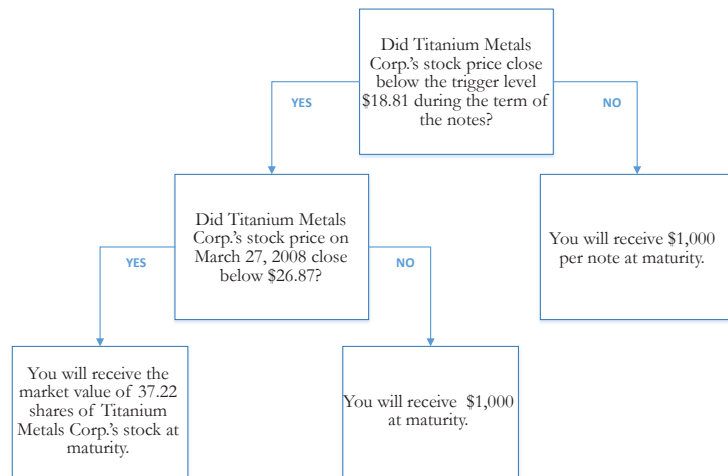 Did Titanium Metals
Corp.'s stock price close
below the trigger level
$18.81 during the term of
the notes?
YES
NO
Did Titanium Metals
Corp.'s stock price on
March 27, 2008 close
below $26.87?
You will receive $1,000
per note at maturity.
YES
NO
You will receive the
market value of 37.22
shares of Titanium
Metals Corp.'s stock at
maturity.
You will receive $1,000
at maturity.